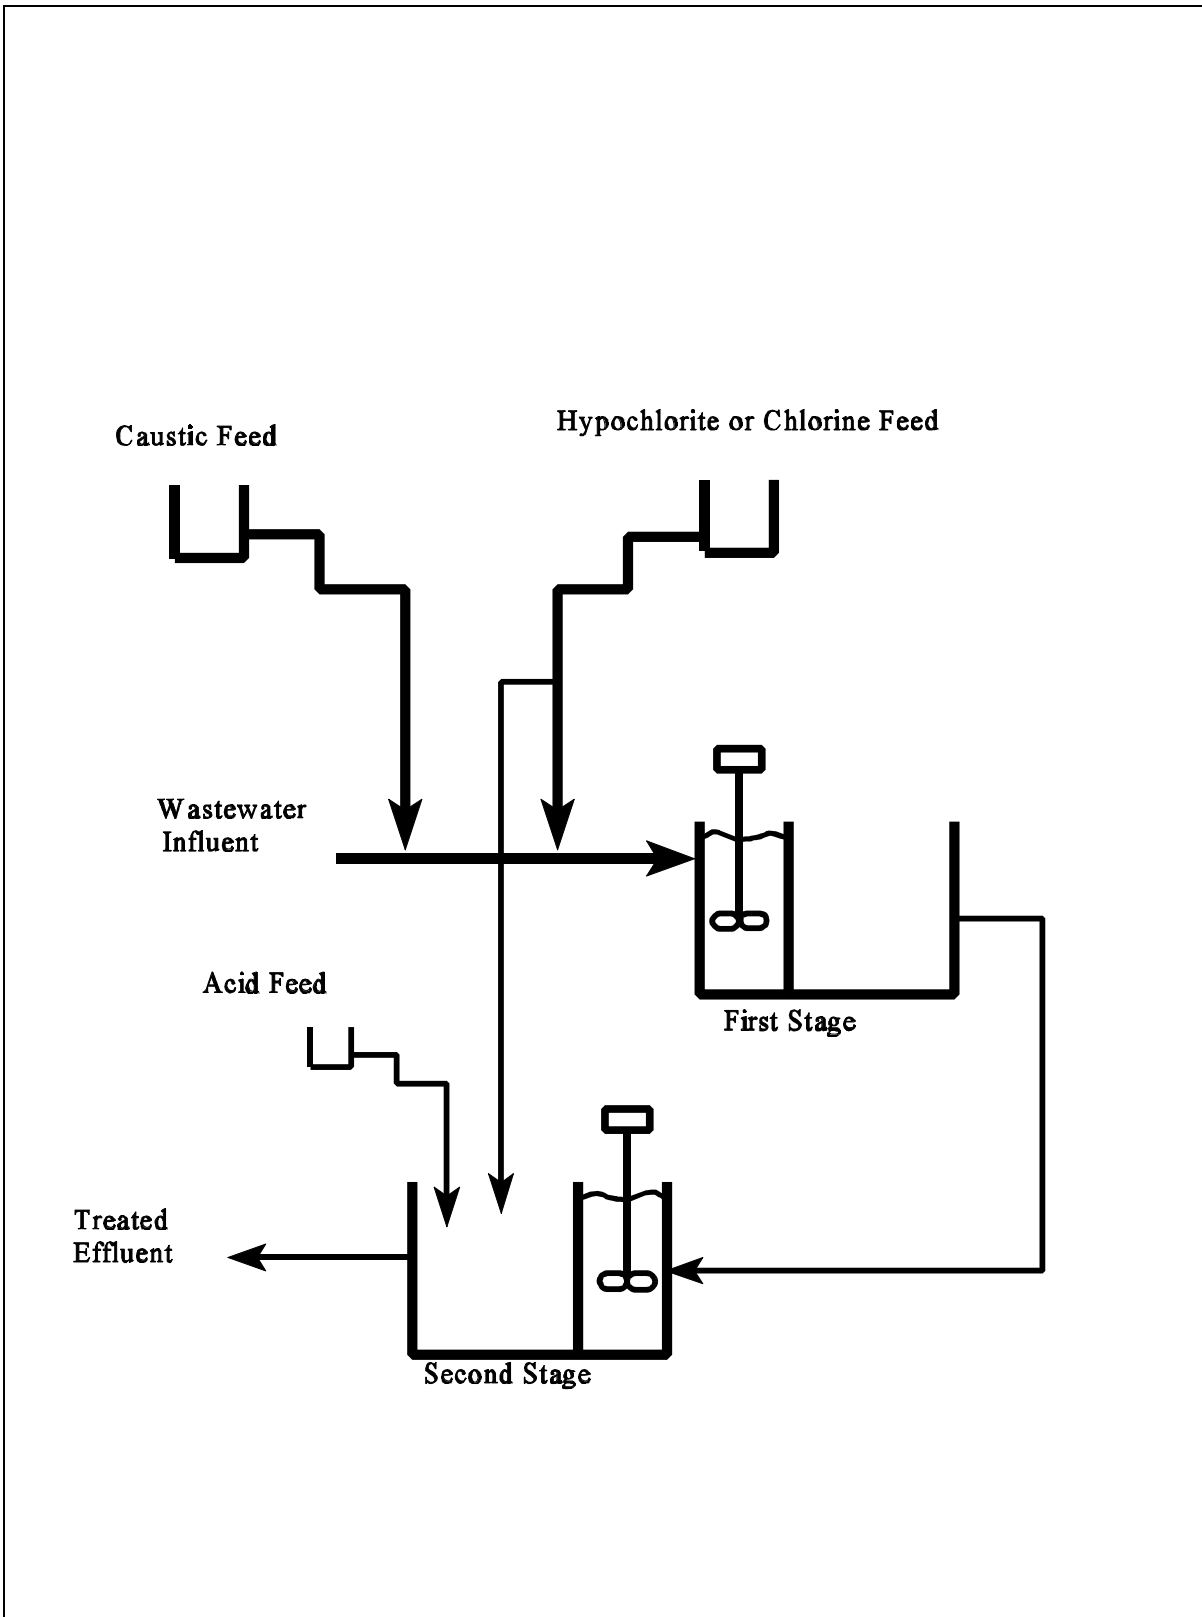 Caustic Feed
Hypochlorite or Chlorine Feed
Wastewater
Influent
Acid Feed
First Stage
Treated
Effluent
Second Stage